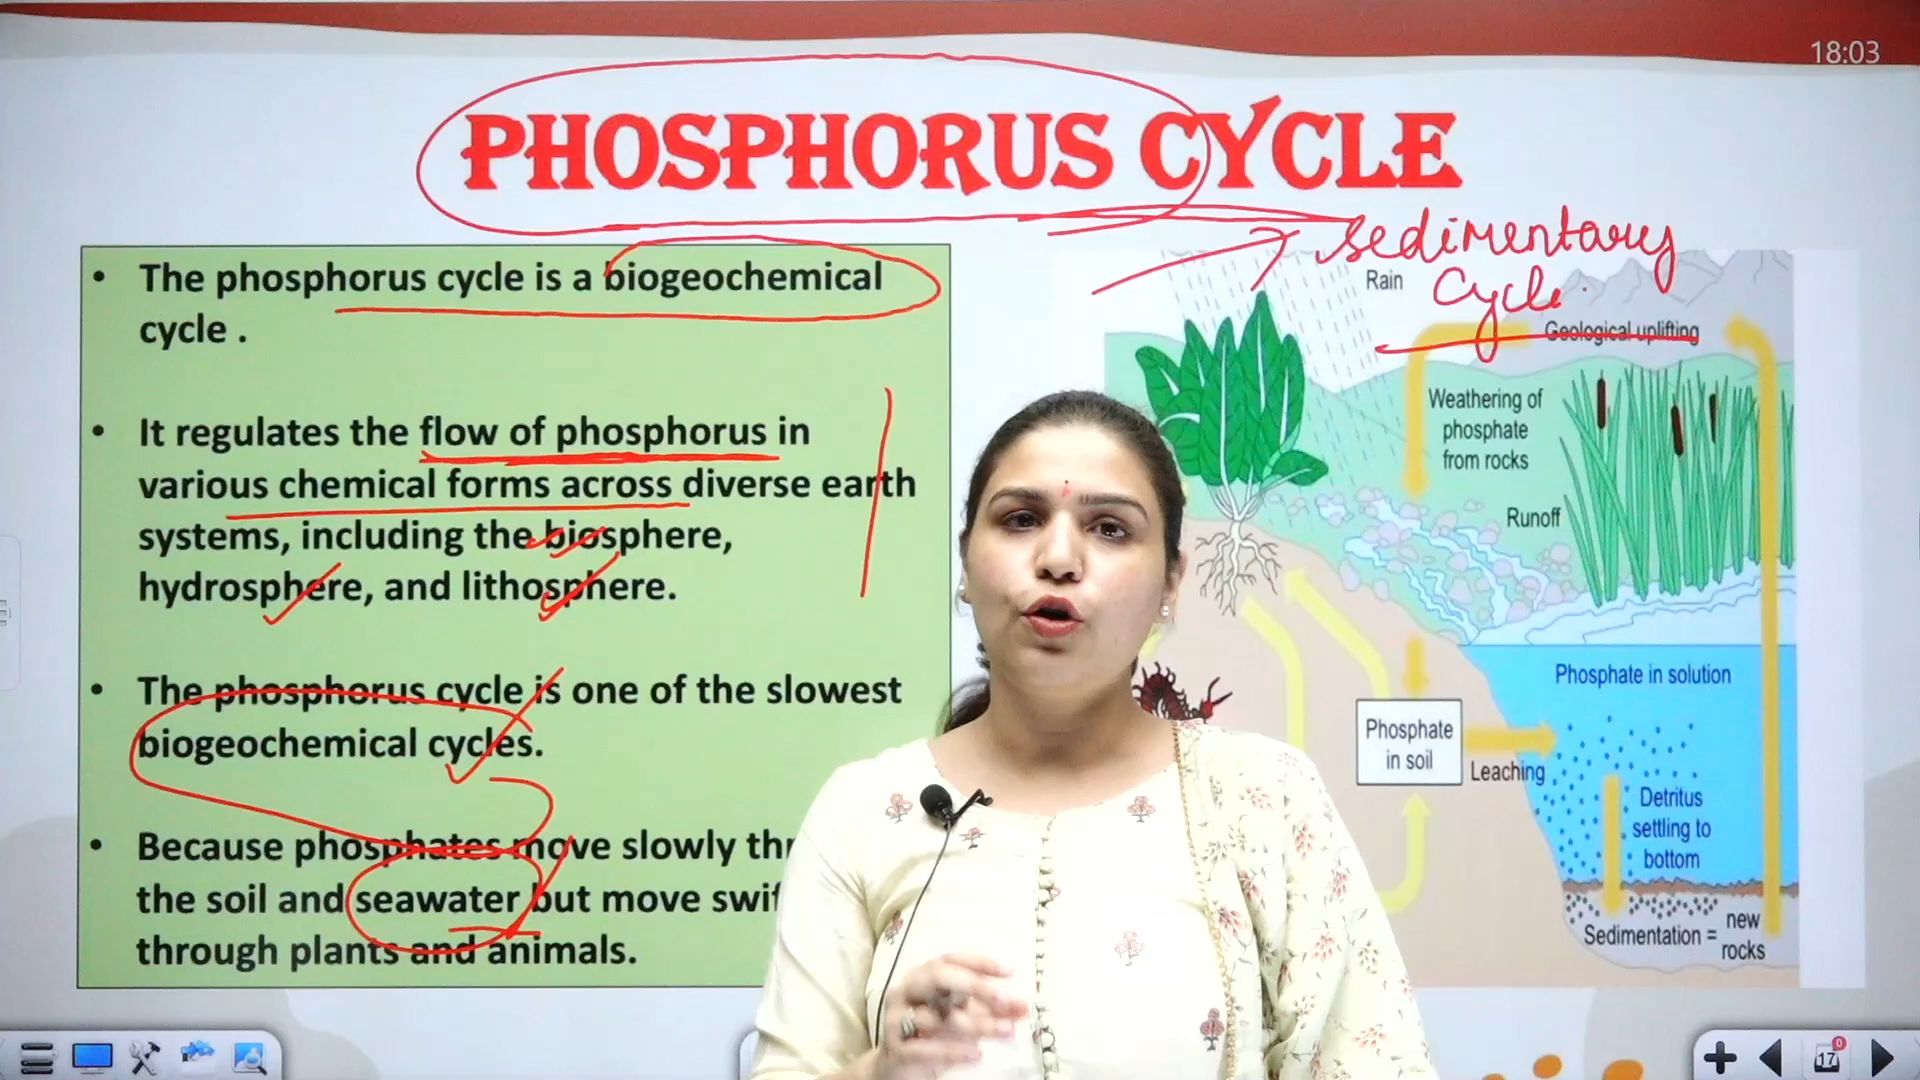 18:03
PHOSPHORUS CYCLE
sedimentary
cycle
• The phosphorus cycle is a biogeochemical
cycle .
• It regulates the flow of phosphorus in
various chemical forms across diverse earth
systems, including the biosphere,
hydrosphere, and lithosphere.
• The phosphorus cycle is one of the slowest
biogeochemical cycles.
• Because phosphates move slowly
the soil and seawater but move
through plants and animals.
Rain
Geological uplifting
Weathering of
phosphate
from rocks
Runoff
Phosphate in solution
Phosphate
in soil
Leaching
Detritus
settling to
bottom
Sedimentation = new
rocks
17
0